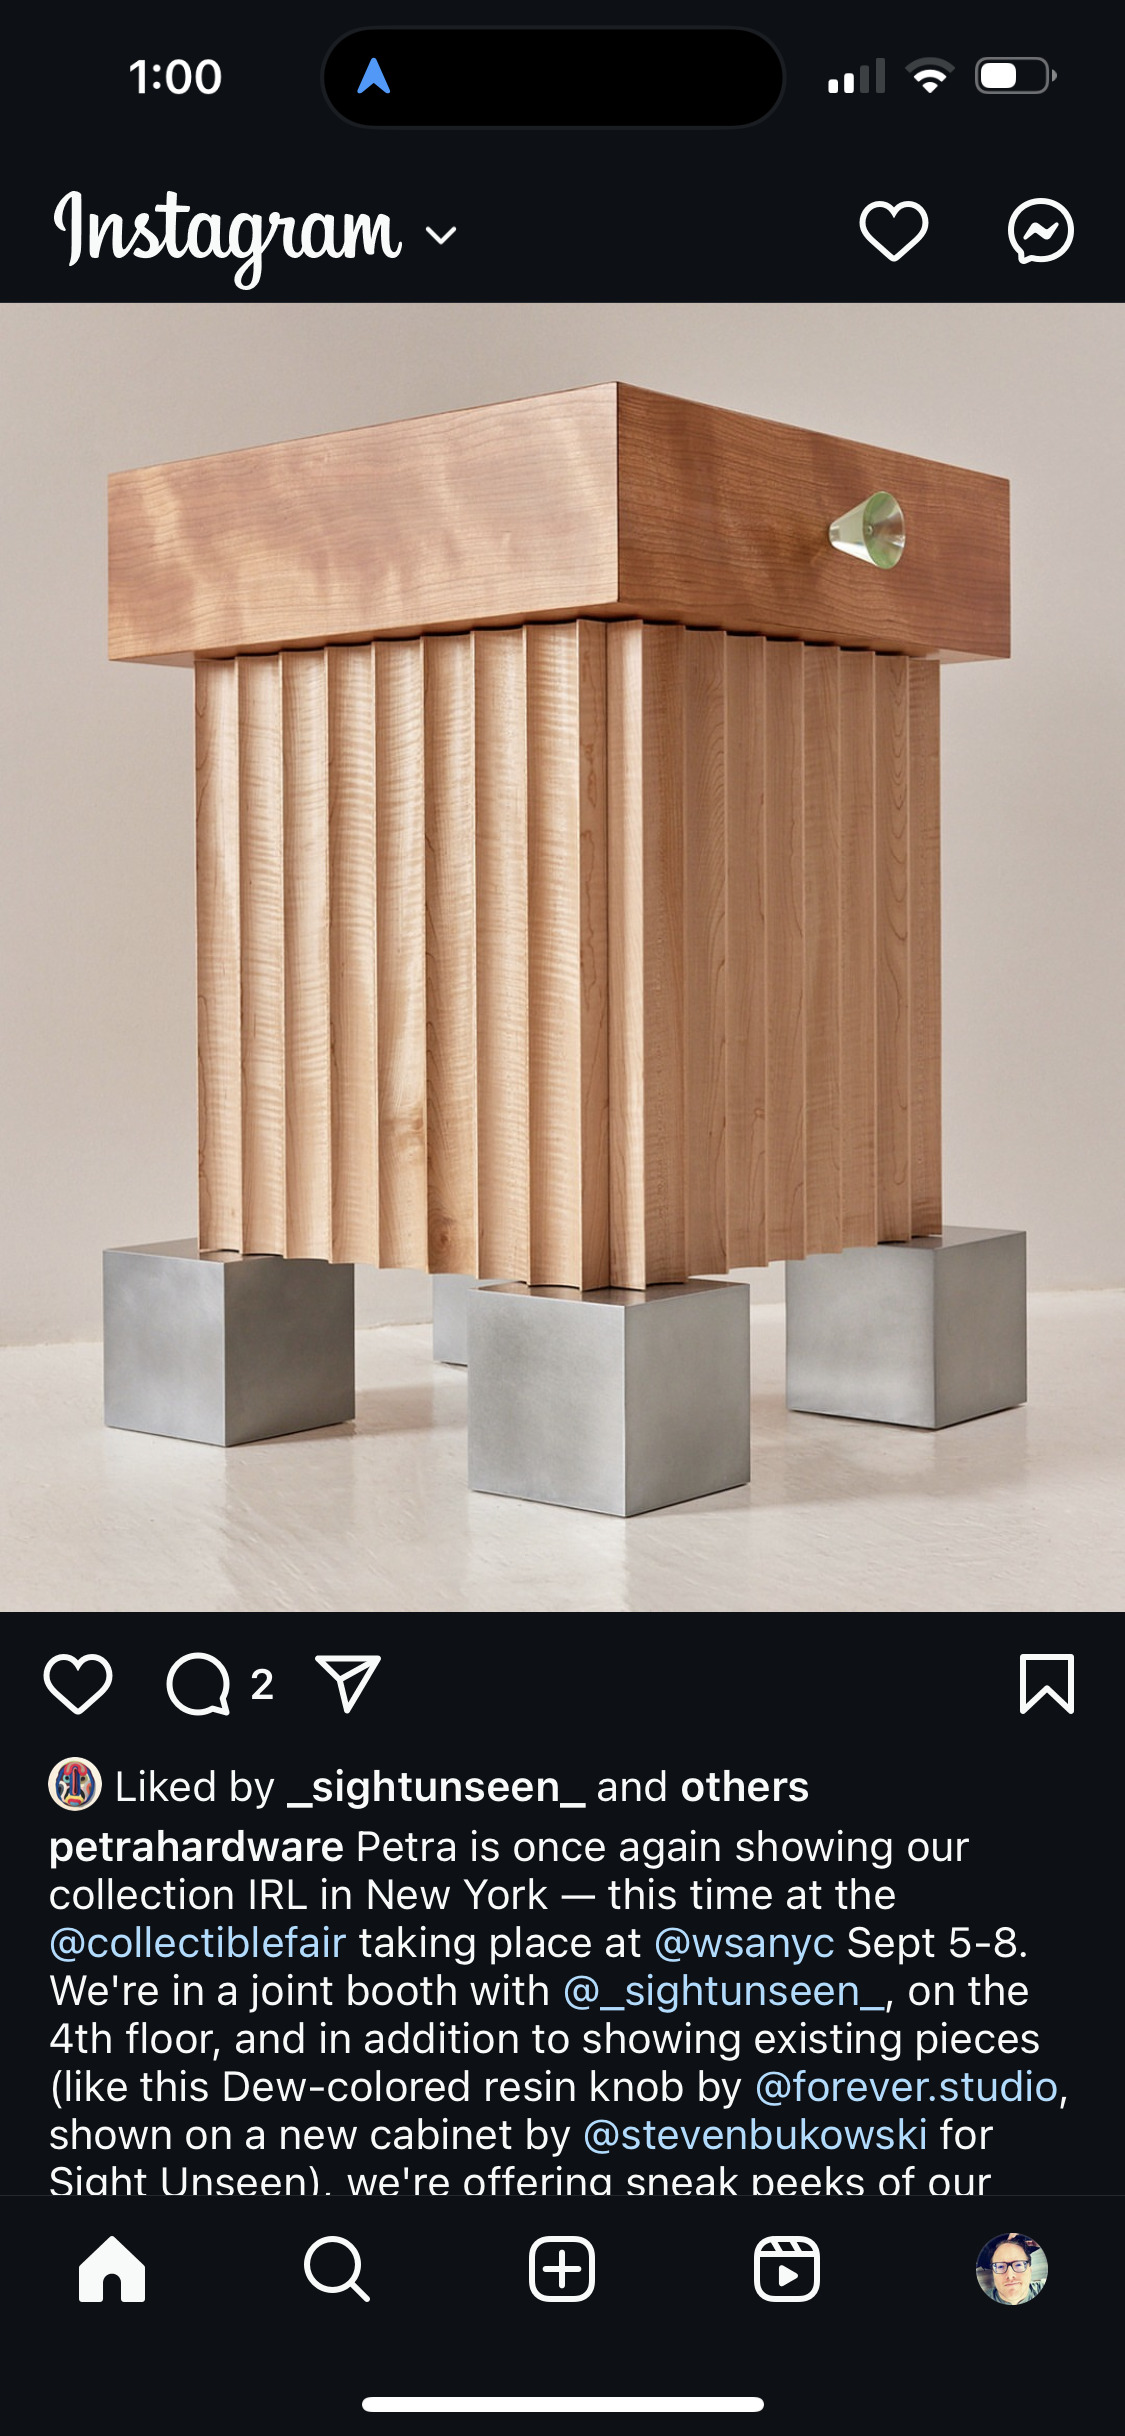 1:00
Instagram
2
Liked by _sightunseen_ and others
petrahardware Petra is once again showing our
collection IRL in New York — this time at the
@collectiblefair taking place at @wsanyc Sept 5-8.
We're in a joint booth with @_sightunseen_, on the
4th floor, and in addition to showing existing pieces
(like this Dew-colored resin knob by @forever.studio,
shown on a new cabinet by @stevenbukowski for
Sight Unseen), we're offering sneak peeks of our